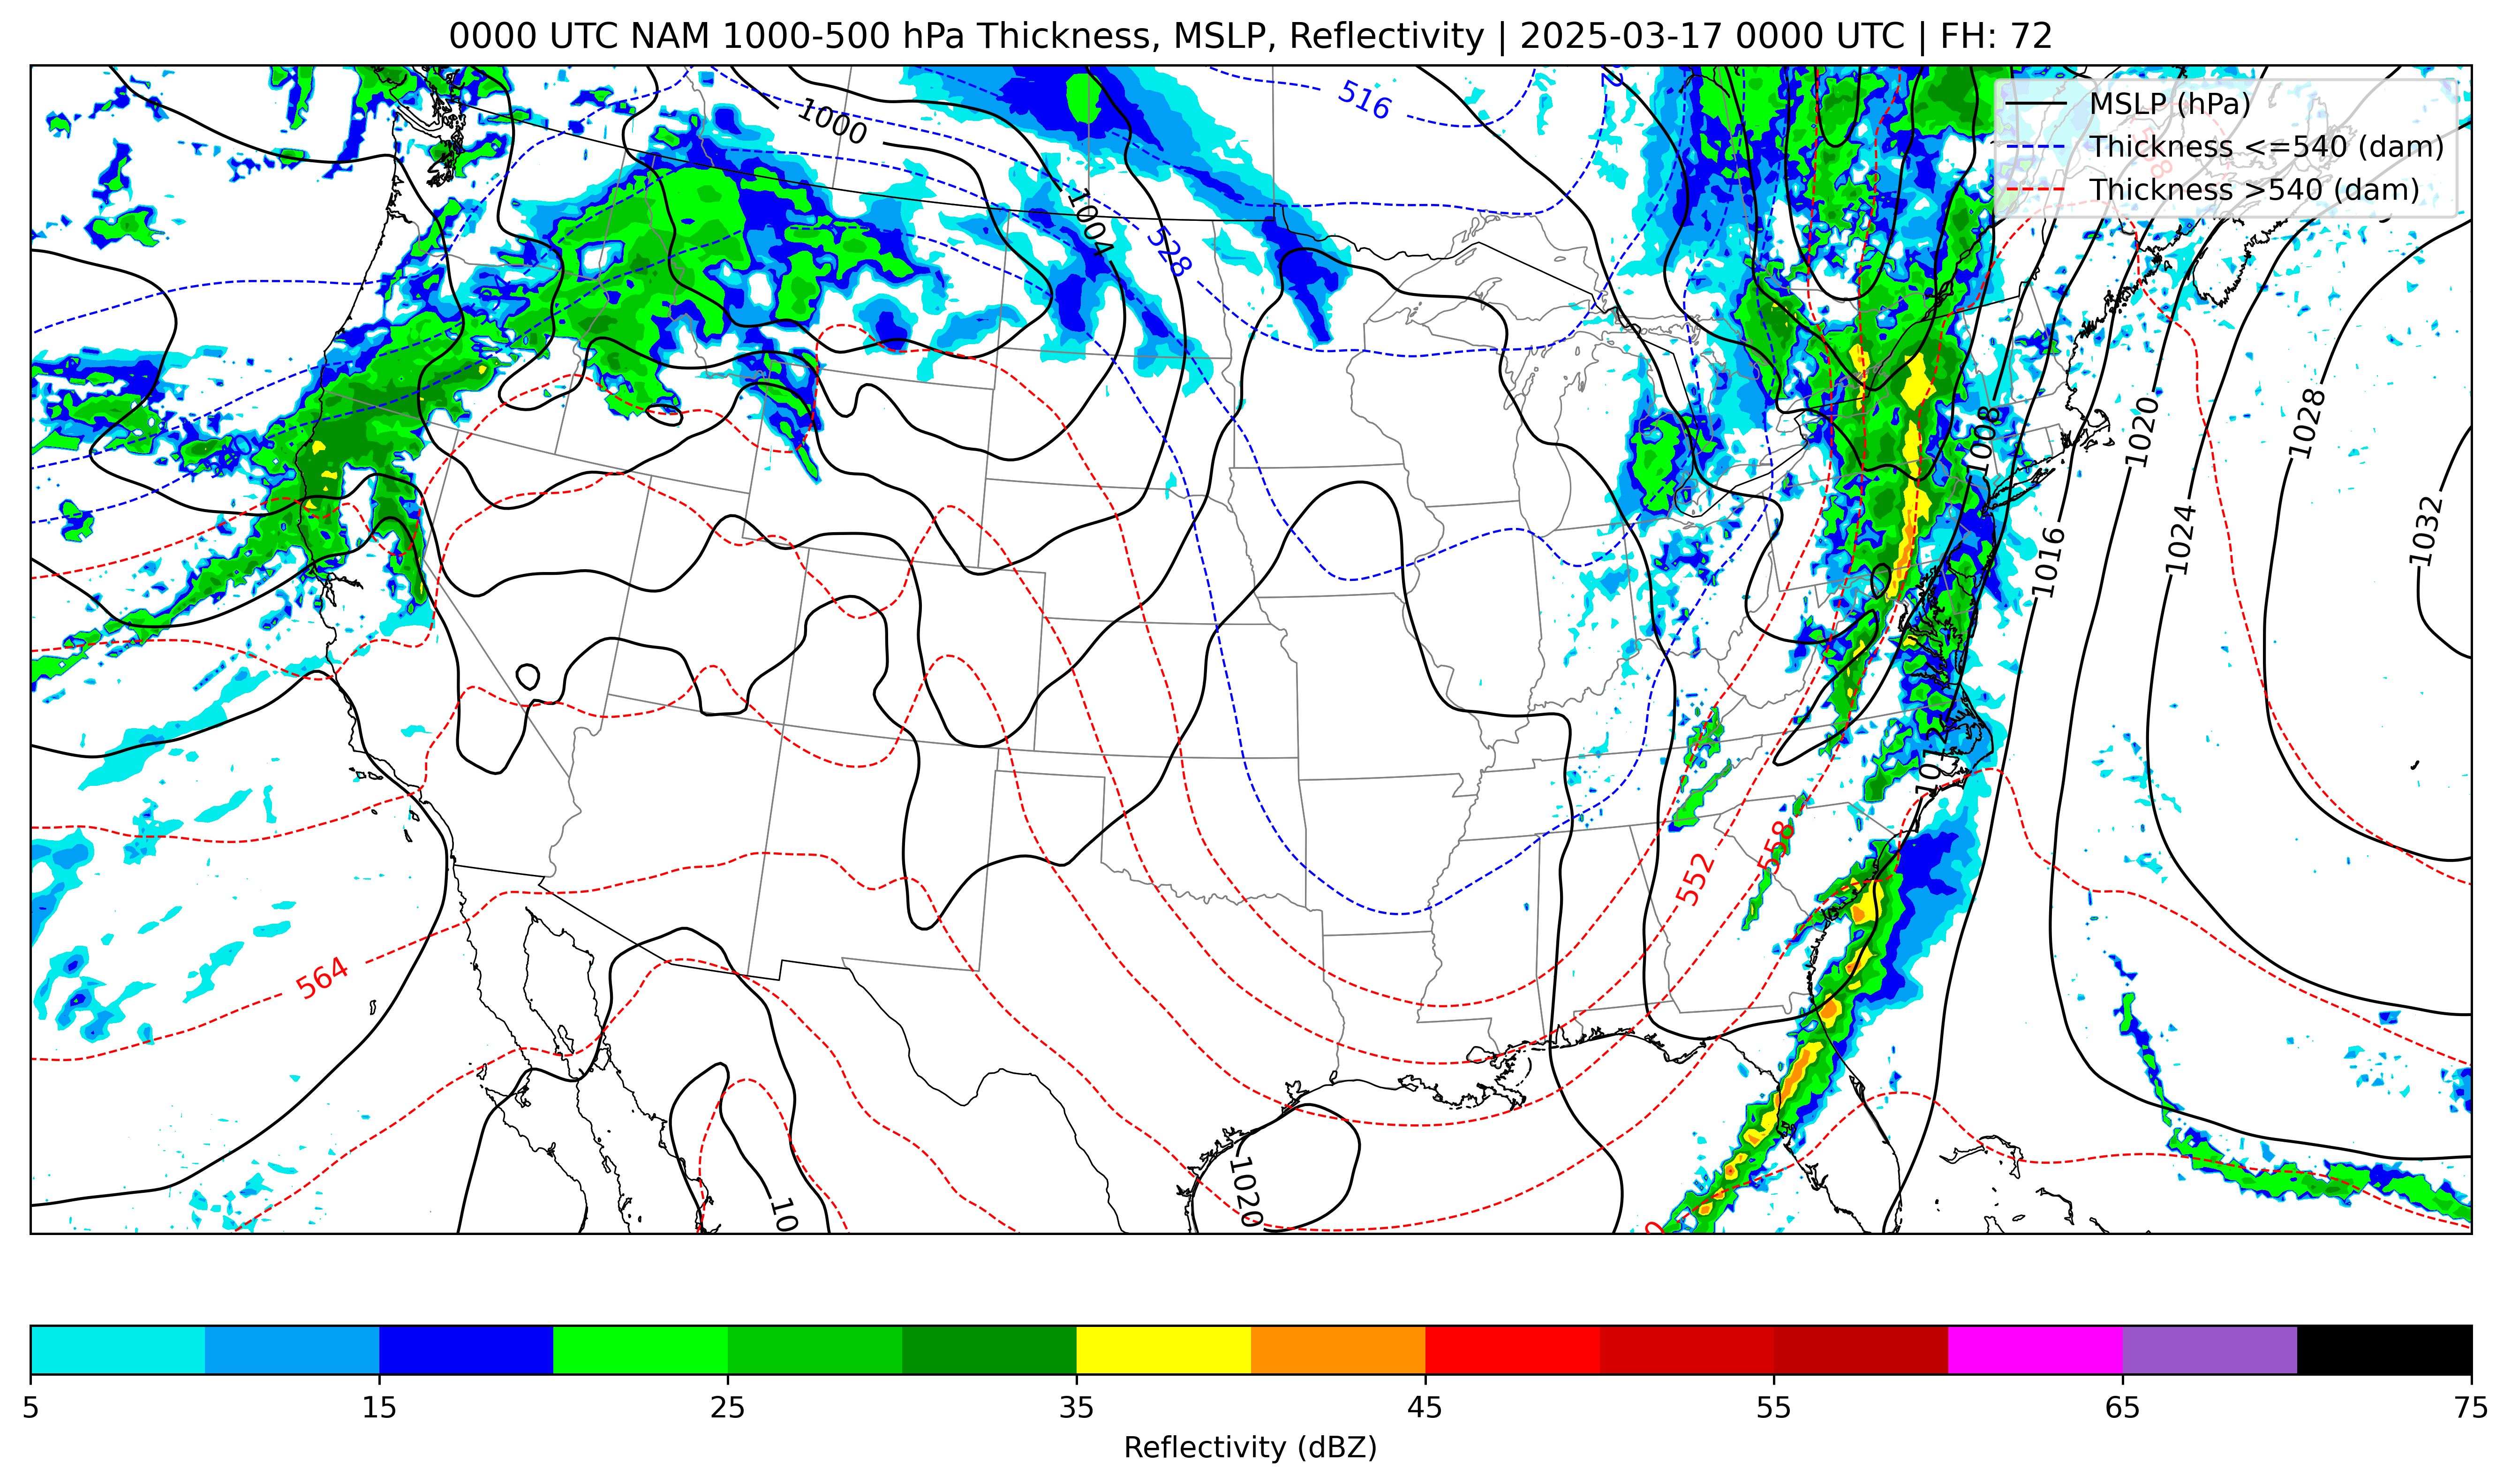 0000 UTC NAM 1000-500 hPa Thickness, MSLP, Reflectivity | 2025-03-17 0000 UTC | FH: 72
MSLP (hPa)
Thickness <=540 (dam)
Thickness >540 (dam)
1000
516
1004
528
1008
1020
1028
1032
1024
1016
1012
552
558
564
1020
10
5 15 25 35 45 55 65 75
Reflectivity (dBZ)